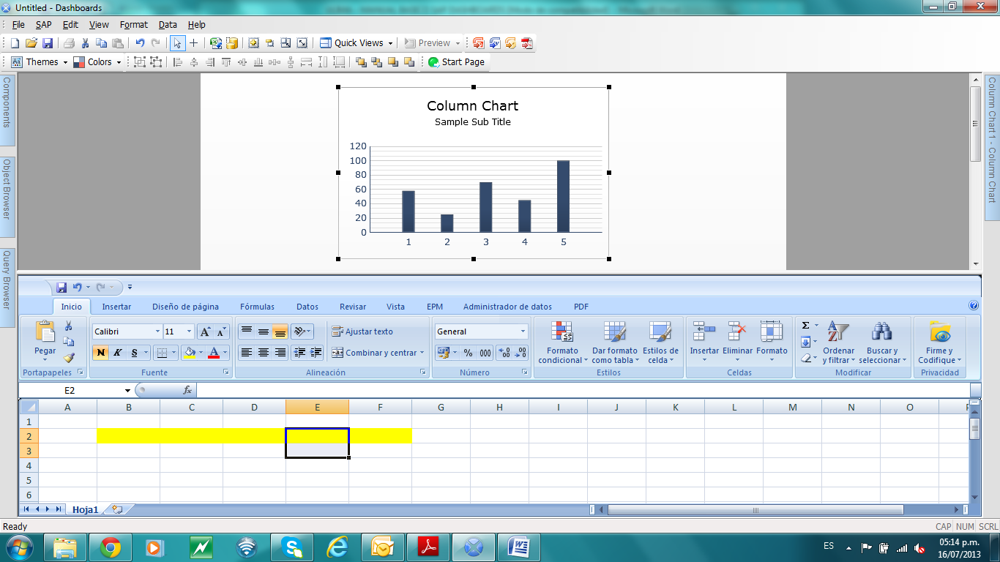 Untitled - Dashboards
File SAP Edit View Format Data Help
Quick Views Preview
Themes Colors Start Page
Components
Object Browser
Query Browser
Column Chart 1 - Column Chart
Column Chart
Sample Sub Title
120
100
80
60
40
20
0
1 2 3 4 5
Inicio Insertar Diseño de página Fórmulas Datos Revisar Vista EPM Administrador de datos PDF
Pegar
Portapapeles
Calibri 11
N K S A
Fuente
Ajustar texto
Combinar y centrar
Alineación
General
% 000
Número
Formato condicional
Dar formato como tabla
Estilos de celda
Estilos
Insertar Eliminar Formato
Celdas
Σ
Ordenar y filtrar
Buscar y seleccionar
Modificar
Firme y Codifique
Privacidad
E2 fx
A B C D E F G H I J K L M N O P
1
2
3
4
5
6
Hoja1
Ready CAP NUM SCRL
ES 05:14 p.m.
16/07/2013